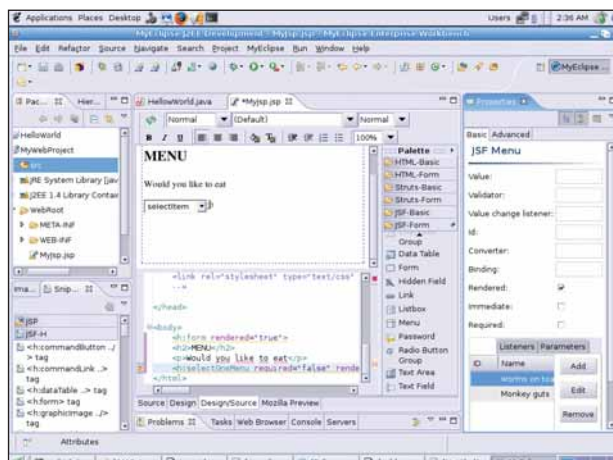 Applications Places Desktop
Users
2:36 AM
MyEclipse J2EE Development - MyJsp.jsp - MyEclipse Enterprise Workbench
File Edit Refactor Source Navigate Search Project MyEclipse Run Window Help
MyEclipse ...
Pac...
Hier...
HelloWorld
MyWebProject
src
JRE System Library [jav
J2EE 1.4 Library Contai
WebRoot
META-INF
WEB-INF
MyJsp.jsp
HelloWorld.java
*MyJsp.jsp
Normal
(Default)
Normal
B I U
100%
MENU
Would you like to eat
selectItem
<link rel="stylesheet" type="text/css"
-->
</head>
<body>
<h:form rendered="true">
<h2>MENU</h2>
<p>Would you like to eat</p>
<h:selectOneMenu required="false" rende
</html>
Source Design Design/Source Mozilla Preview
Palette
HTML-Basic
HTML-Form
Struts-Basic
Struts-Form
JSF-Basic
JSF-Form
Group
Data Table
Form
Hidden Field
Link
Listbox
Menu
Password
Radio Button
Group
Text Area
Text Field
Properties
Basic Advanced
JSF Menu
Value:
Validator:
Value change listener:
Id:
Converter:
Binding:
Rendered:
Immediate:
Required:
Listeners Parameters
ID Name
Worms on toa
Monkey guts
Add
Edit
Remove
Ima...
Snip...
JSP
JSF-H
<h:commandButton ../
> tag
<h:commandLink ..>
tag
<h:dataTable ..> tag
<h:form> tag
<h:graphicImage ../>
tag
Problems Tasks Web Browser Console Servers
Attributes